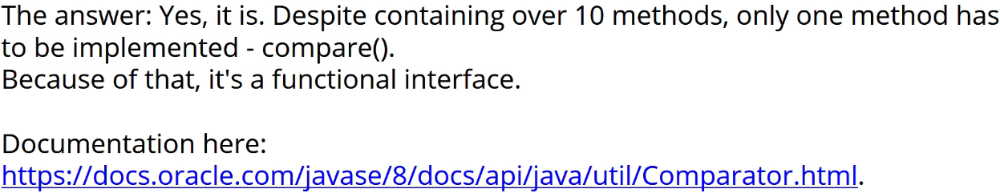 The answer: Yes, it is. Despite containing over 10 methods, only one method has
to be implemented - compare().
Because of that, it's a functional interface.
Documentation here:
https://docs.oracle.com/javase/8/docs/api/java/util/Comparator.html.